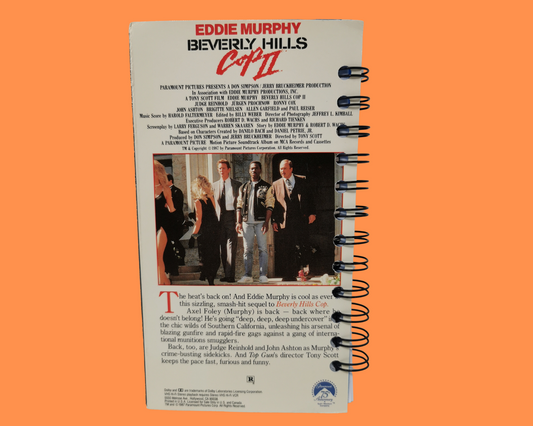 EDDIE MURPHY
BEVERLY HILLS
Cop II
PARAMOUNT PICTURES PRESENTS A DON SIMPSON / JERRY BRUCKHEIMER PRODUCTION
In Association with EDDIE MURPHY PRODUCTIONS, INC.
A TONY SCOTT FILM EDDIE MURPHY BEVERLY HILLS COP II
JUDGE REINHOLD JURGEN PROCHNOW RONNY COX
JOHN ASHTON BRIGITTE NIELSEN ALLEN GARFIELD and PAUL REISER
Music Score by HAROLD FALTERMEYER Edited by BILLY WEBER Director of Photography JEFFREY L. KIMBALL
Executive Producers ROBERT D. WACHS and RICHARD TIENKEN
Screenplay by LARRY FERGUSON and WARREN SKAAREN Story by EDDIE MURPHY & ROBERT D. WACHS
Based on Characters Created by DANILO BACH and DANIEL PETRIE, JR.
Produced by DON SIMPSON and JERRY BRUCKHEIMER Directed by TONY SCOTT
A PARAMOUNT PICTURE Motion Picture Soundtrack Album on MCA Records and Cassettes
TM & Copyright © 1987 by Paramount Pictures Corporation. All Rights Reserved.
The heat's back on! And Eddie Murphy is cool as ever
this sizzling, smash-hit sequel to Beverly Hills Cop.
Axel Foley (Murphy) is back — back where
doesn't belong! He's going "deep, deep, deep undercover"
the chic wilds of Southern California, unleashing his arsenal of
blazing gunfire and rapid-fire gags against a gang of interna-
tional munitions smugglers.
Back, too, are Judge Reinhold and John Ashton as Murphy's
crime-busting sidekicks. And Top Gun's director Tony Scott
keeps the pace fast, furious and funny.
R
Paramount